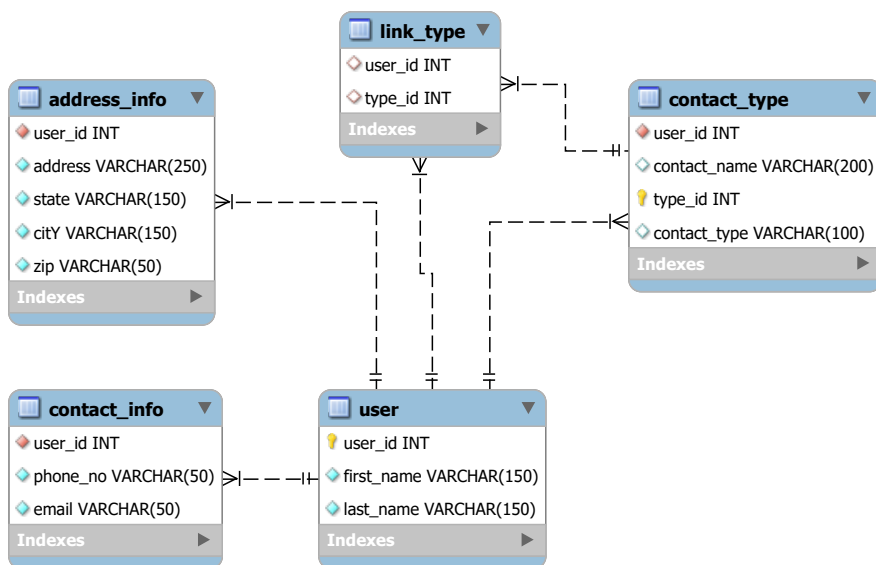 link_type
user_id INT
type_id INT
Indexes
address_info
user_id INT
address VARCHAR(250)
state VARCHAR(150)
citY VARCHAR(150)
zip VARCHAR(50)
Indexes
contact_type
user_id INT
contact_name VARCHAR(200)
type_id INT
contact_type VARCHAR(100)
Indexes
contact_info
user_id INT
phone_no VARCHAR(50)
email VARCHAR(50)
Indexes
user
user_id INT
first_name VARCHAR(150)
last_name VARCHAR(150)
Indexes